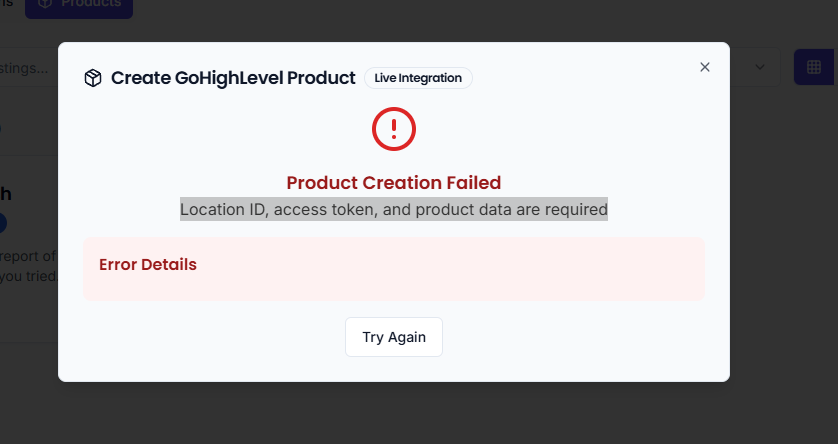 ns
Products
stings...
Create GoHighLevel Product
Live Integration
h
Product Creation Failed
Location ID, access token, and product data are required
report of
you tried
Error Details
Try Again